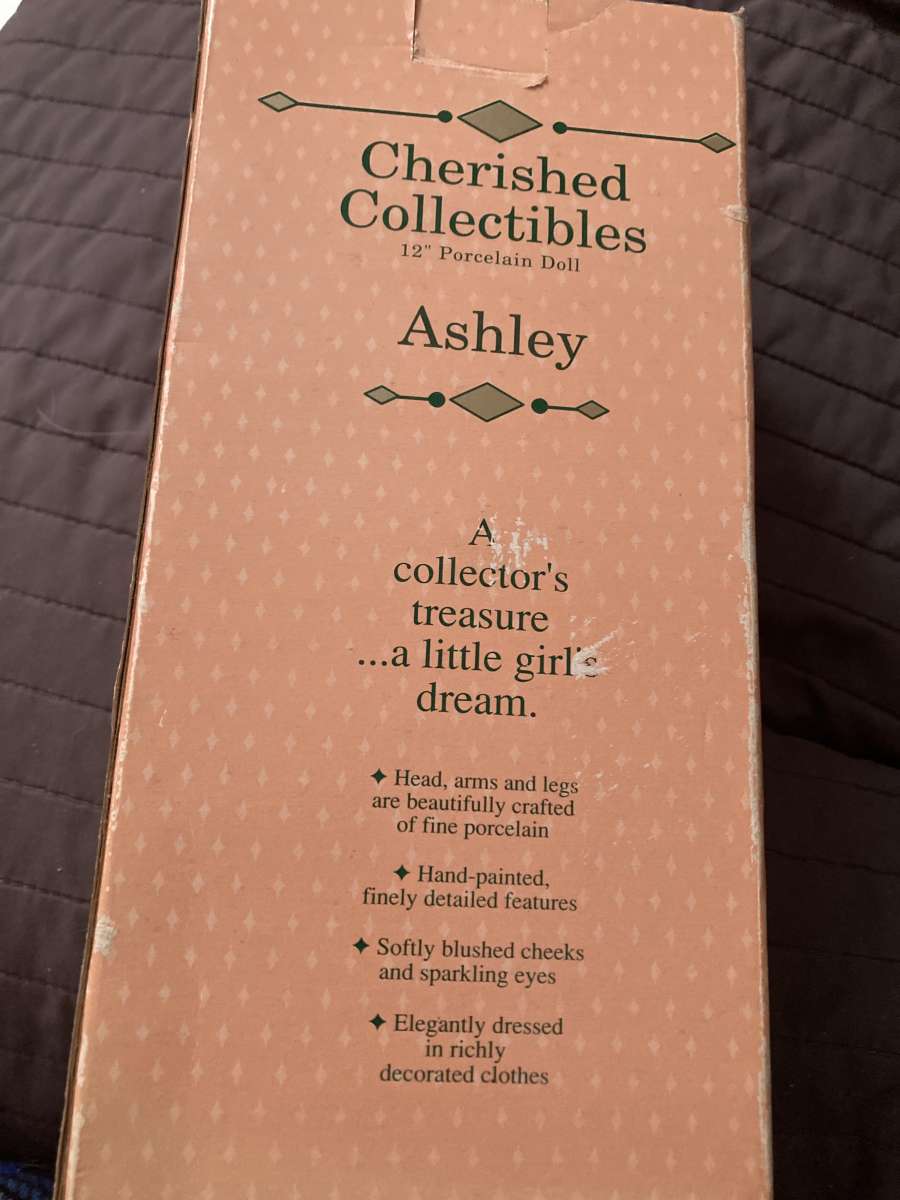 Cherished
Collectibles
12" Porcelain Doll
Ashley
A
collector's
treasure
...a little girl's
dream.
✦ Head, arms and legs
are beautifully crafted
of fine porcelain
✦ Hand-painted,
finely detailed features
✦ Softly blushed cheeks
and sparkling eyes
✦ Elegantly dressed
in richly
decorated clothes